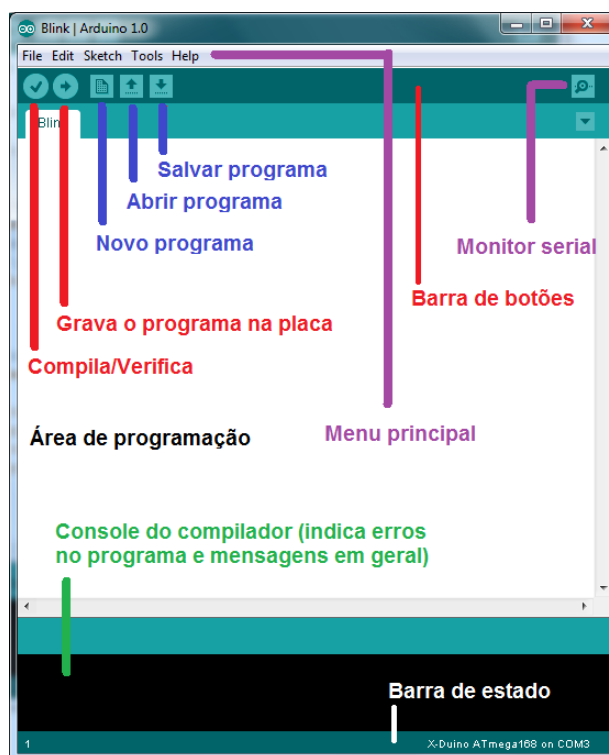 Blink | Arduino 1.0
File Edit Sketch Tools Help
Blink
Salvar programa
Abrir programa
Novo programa
Monitor serial
Barra de botões
Grava o programa na placa
Compila/Verifica
Área de programação
Menu principal
Console do compilador (indica erros
no programa e mensagens em geral)
Barra de estado
1
X-Duino ATmega168 on COM3